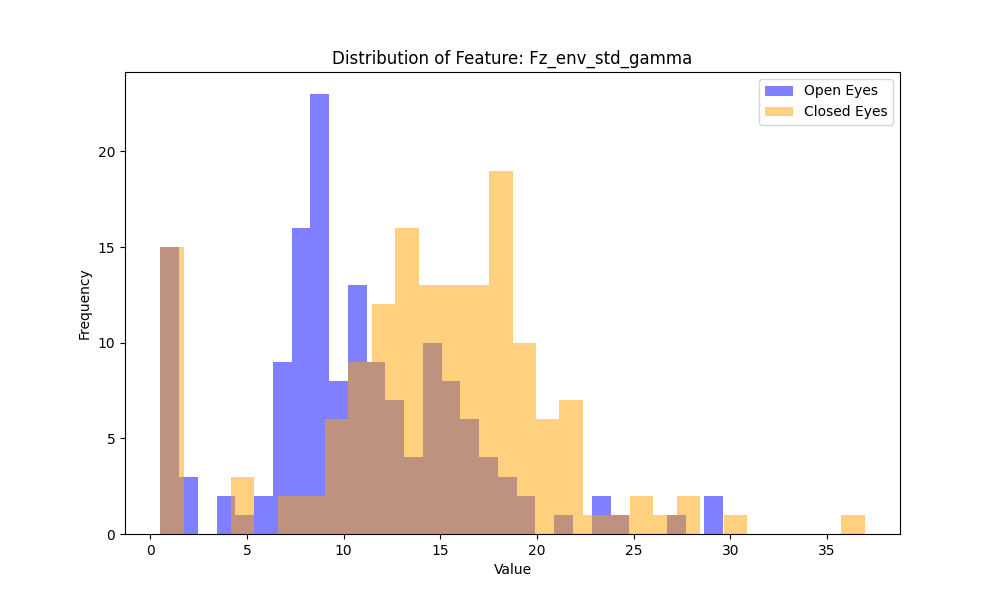 Distribution of Feature: Fz_env_std_gamma
Open Eyes
Closed Eyes
Frequency
20
15
10
5
0
0 5 10 15 20 25 30 35
Value